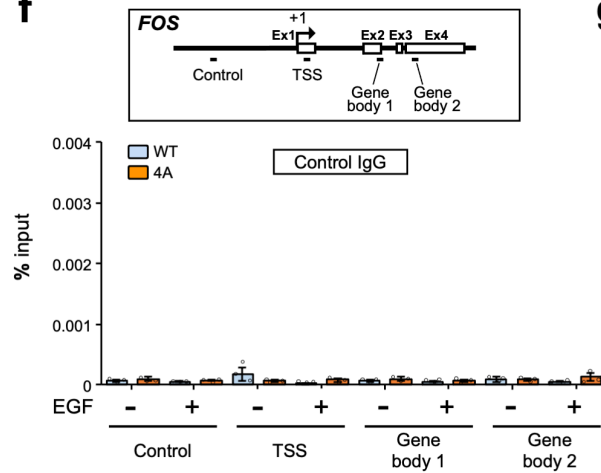 f
FOS
+1
Ex1 Ex2 Ex3 Ex4
Control TSS
Gene body 1
Gene body 2
0.004
0.003
0.002
0.001
0
% input
WT
4A
Control IgG
EGF - + - + - + - +
Control TSS Gene body 1 Gene body 2